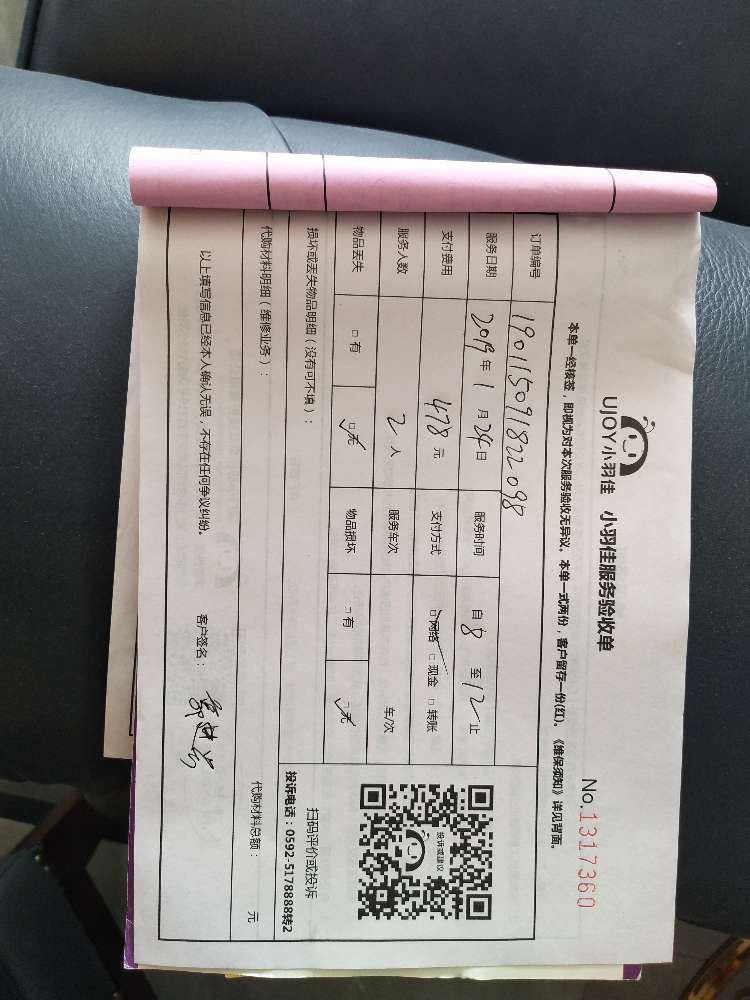 UJOY小羽佳 小羽佳服务验收单
No.1317360
本单一经核签，即视为对本次服务验收无异议。本单一式两份，客户留存一份(红)。《维保须知》详见背面。
订单编号 190115091822098
服务日期 2019年1月24日 服务时间 自8至12止
支付费用 478元 支付方式 □网络 □现金 □转账
服务人数 2人 服务车次 车/次
物品丢失 □有 □无 物品损坏 □有 □无
损坏或丢失物品明细（没有可不填）：
投诉或建议
扫码评价或投诉
投诉电话：0592-5178888转2
代购材料明细（维修业务）：
代购材料总额： 元
以上填写信息已经本人确认无误，不存在任何争议纠纷。
客户签名：